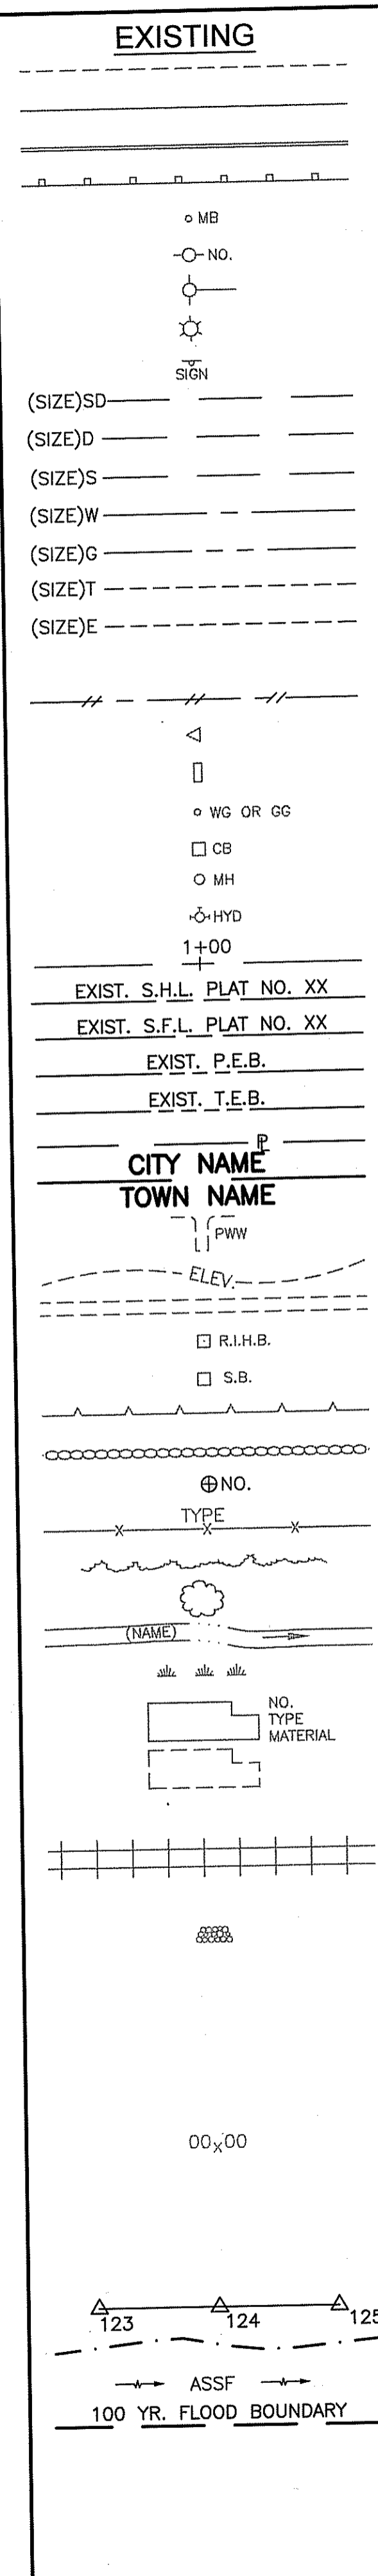 EXISTING
MB
NO.
SIGN
(SIZE)SD
(SIZE)D
(SIZE)S
(SIZE)W
(SIZE)G
(SIZE)T
(SIZE)E
WG OR GG
CB
MH
HYD
1+00
EXIST. S.H.L. PLAT NO. XX
EXIST. S.F.L. PLAT NO. XX
EXIST. P.E.B.
EXIST. T.E.B.
PL
CITY NAME
TOWN NAME
PWW
ELEV.
R.I.H.B.
S.B.
NO.
TYPE
X X X
(NAME)
NO.
TYPE
MATERIAL
00x00
123 124 125
ASSF
100 YR. FLOOD BOUNDARY